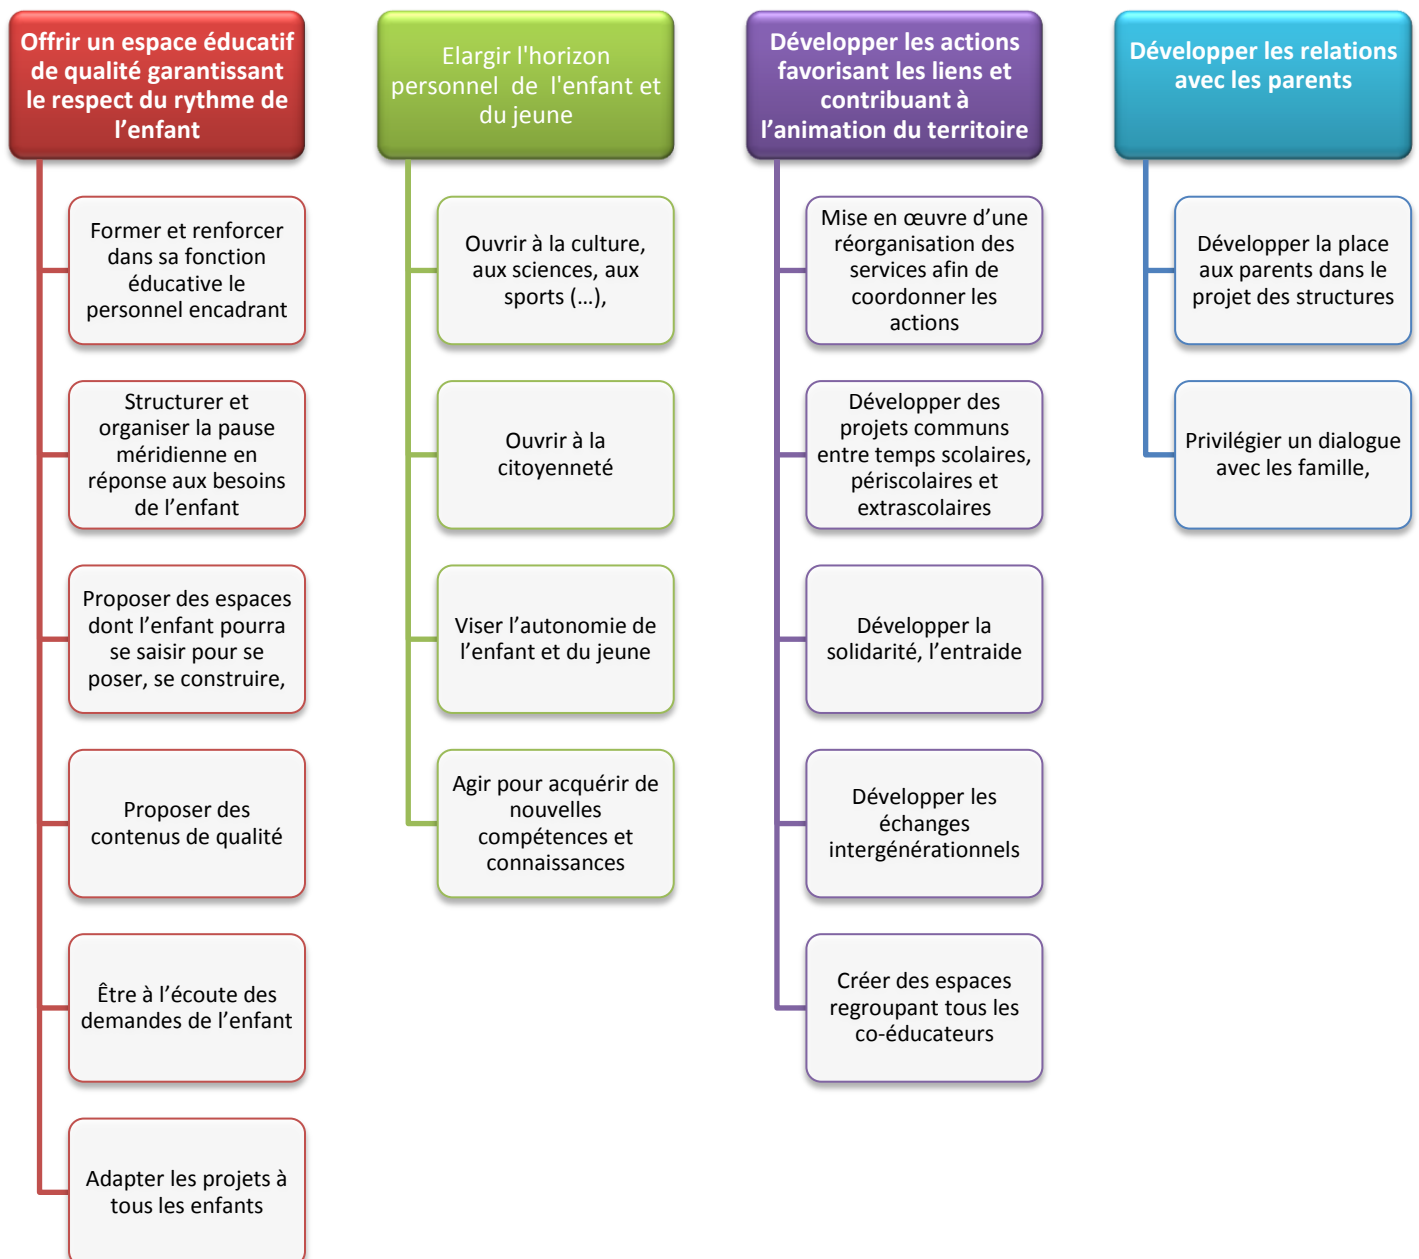 Offrir un espace éducatif
de qualité garantissant
le respect du rythme de
l’enfant
Former et renforcer
dans sa fonction
éducative le
personnel encadrant
Structurer et
organiser la pause
méridienne en
réponse aux besoins
de l’enfant
Proposer des espaces
dont l’enfant pourra
se saisir pour se
poser, se construire,
Proposer des
contenus de qualité
Être à l’écoute des
demandes de l’enfant
Adapter les projets à
tous les enfants
Elargir l'horizon
personnel de l'enfant et
du jeune
Ouvrir à la culture,
aux sciences, aux
sports (…),
Ouvrir à la
citoyenneté
Viser l’autonomie de
l’enfant et du jeune
Agir pour acquérir de
nouvelles
compétences et
connaissances
Développer les actions
favorisant les liens et
contribuant à
l’animation du territoire
Mise en œuvre d’une
réorganisation des
services afin de
coordonner les
actions
Développer des
projets communs
entre temps scolaires,
périscolaires et
extrascolaires
Développer la
solidarité, l’entraide
Développer les
échanges
intergénérationnels
Créer des espaces
regroupant tous les
co-éducateurs
Développer les relations
avec les parents
Développer la place
aux parents dans le
projet des structures
Privilégier un dialogue
avec les famille,